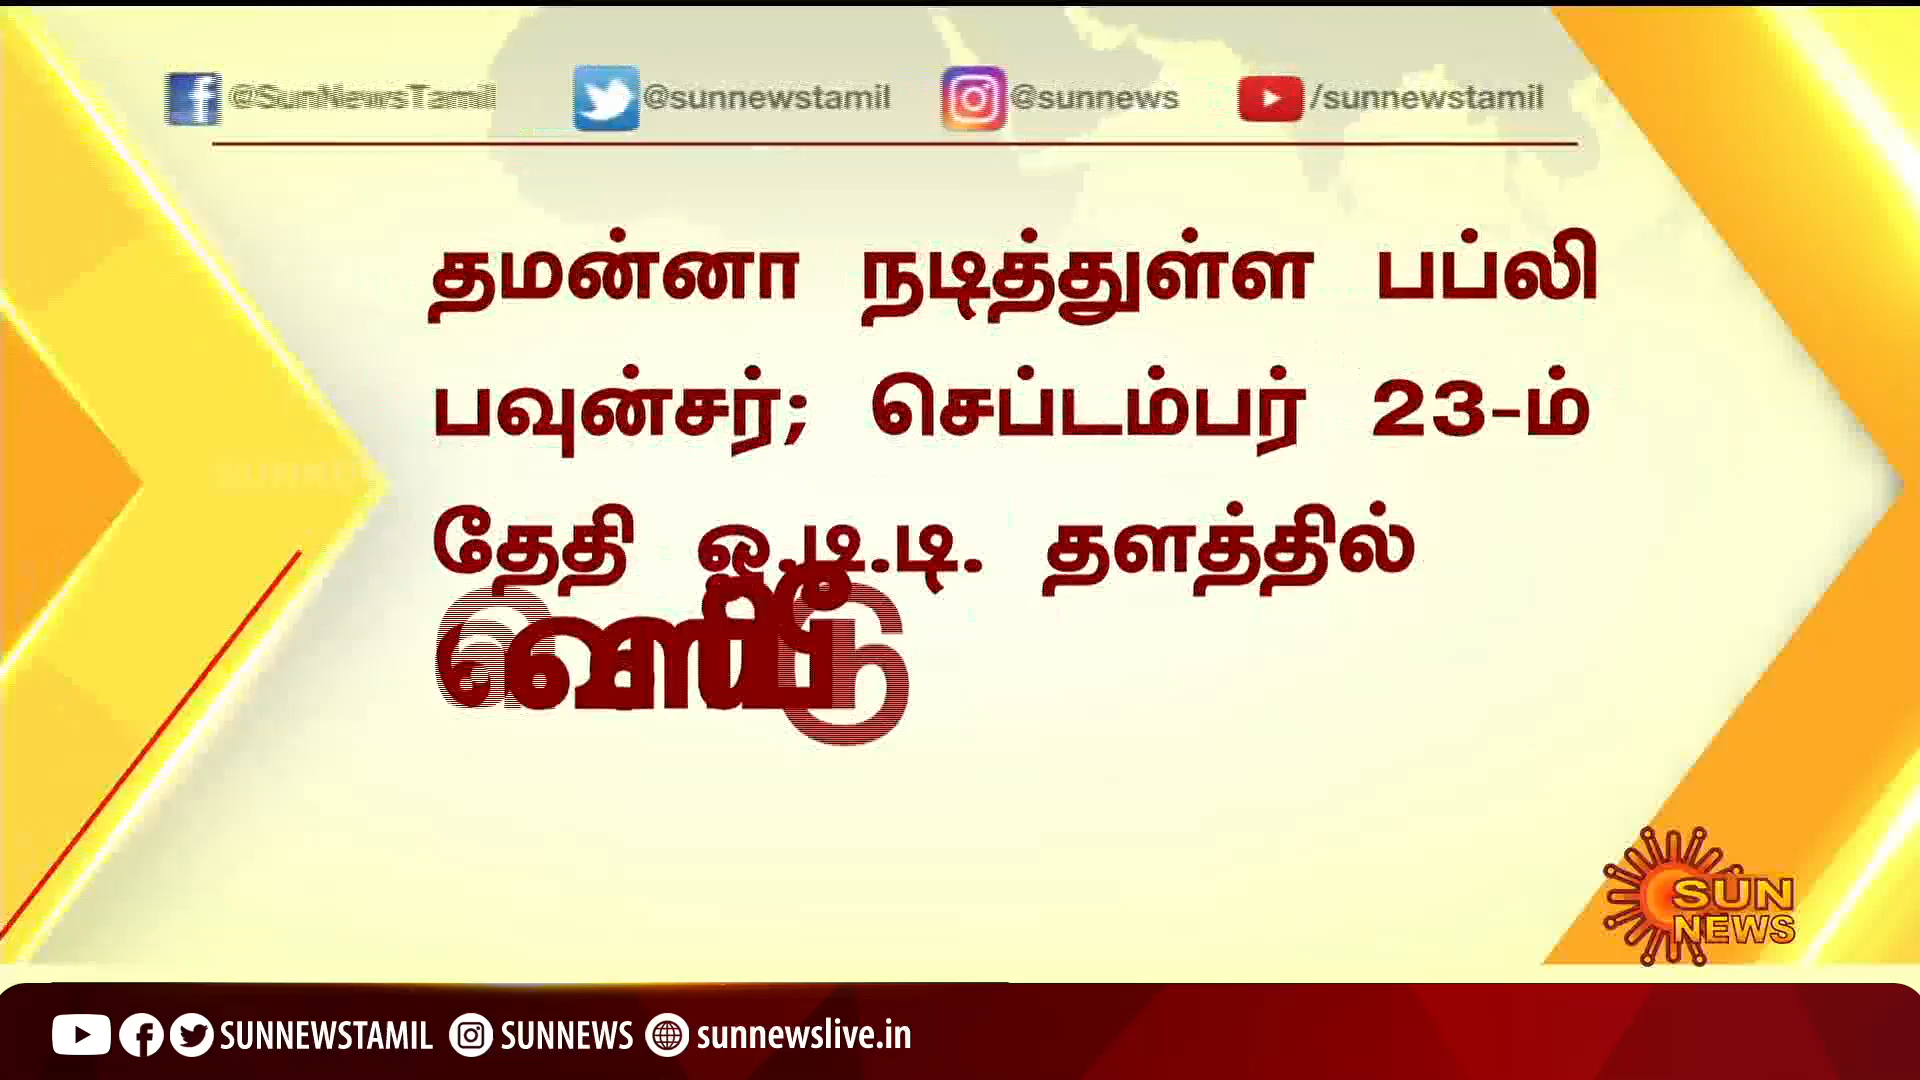 @SunNewsTamil @sunnewstamil @sunnews /sunnewstamil
தமன்னா நடித்துள்ள பப்லி
பவுன்சர்; செப்டம்பர் 23-ம்
தேதி ஓ.டி.டி. தளத்தில்
SUN
NEWS
SUNNEWSTAMIL SUNNEWS sunnewslive.in